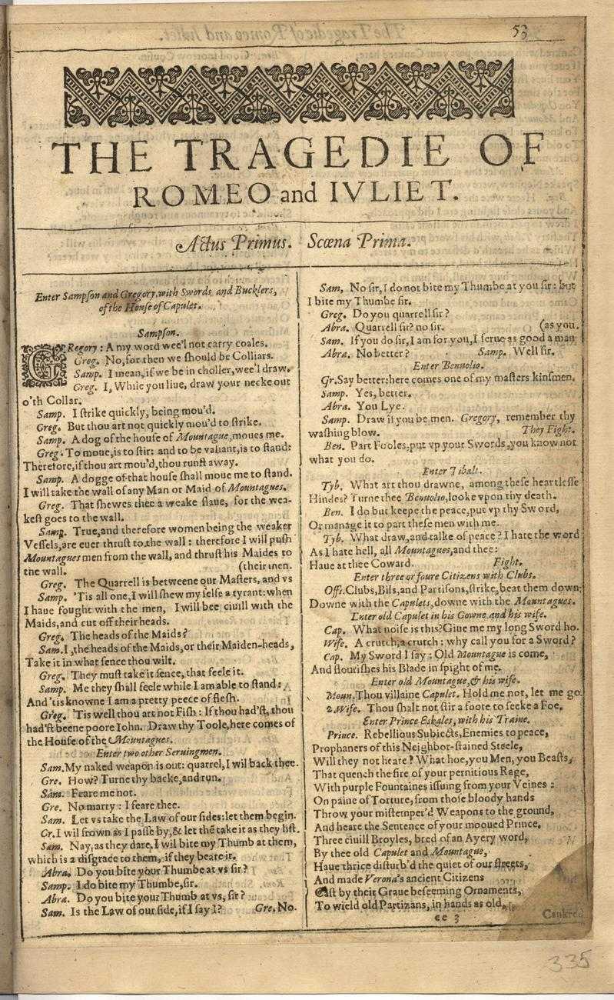 53
THE TRAGEDIE OF
ROMEO and IVLIET.
Actus Primus. Scœna Prima.
Enter Sampſon and Gregory, with Swords and Bucklers,
of the Houſe of Capulet.
Sampſon.
GRegory: A my word wee'l not carry coales.
Greg. No, for then we ſhould be Colliars.
Samp. I mean, if we be in choller, wee'l draw.
Greg. I, While you liue, draw your necke out
o'th Collar.
Samp. I ſtrike quickly, being mou'd.
Greg. But thou art not quickly mou'd to ſtrike.
Samp. A dog of the houſe of Mountague, moues me.
Greg. To moue, is to ſtir: and to be valiant, is to ſtand:
Therefore, if thou art mou'd, thou runſt away.
Samp. A dogge of that houſe ſhall moue me to ſtand.
I will take the wall of any Man or Maid of Mountagues.
Greg. That ſhewes thee a weake ſlaue, for the wea-
keſt goes to the wall.
Samp. True, and therefore women being the weaker
Veſſels, are euer thruſt to the wall: therefore I will puſh
Mountagues men from the wall, and thruſt his Maides to
the wall. (their men.
Greg. The Quarrell is betweene our Maſters, and vs
Samp. 'Tis all one, I will ſhew my ſelfe a tyrant: when
I haue fought with the men, I will bee ciuill with the
Maids, and cut off their heads.
Greg. The heads of the Maids?
Sam. I, the heads of the Maids, or their Maiden-heads,
Take it in what ſence thou wilt.
Greg. They muſt take it ſence, that feele it.
Samp. Me they ſhall feele while I am able to ſtand:
And 'tis knowne I am a pretty peece of fleſh.
Greg. 'Tis well thou art not Fiſh: If thou had'ſt, thou
had'ſt beene poore Iohn. Draw thy Toole, here comes of
the Houſe of the Mountagues.
Enter two other Seruingmen.
Sam. My naked weapon is out: quarrel, I wil back thee.
Gre. How? Turne thy backe, and run.
Sam. Feare me not.
Gre. No marry: I feare thee.
Sam. Let vs take the Law of our ſides: let them begin.
Gr. I wil frown as I paſſe by, & let thē take it as they liſt.
Sam. Nay, as they dare. I wil bite my Thumb at them,
which is a diſgrace to them, if they beare it.
Abra. Do you bite your Thumbe at vs ſir?
Samp. I do bite my Thumbe, ſir.
Abra. Do you bite your Thumb at vs, ſir?
Sam. Is the Law of our ſide, if I ſay I? Gre. No.
Sam. No ſir, I do not bite my Thumbe at you ſir: but
I bite my Thumbe ſir.
Greg. Do you quarrell ſir?
Abra. Quarrell ſir? no ſir. (as you.
Sam. If you do ſir, I am for you, I ſerue as good a man
Abra. No better? Samp. Well ſir.
Enter Benuolio.
Gr. Say better: here comes one of my maſters kinſmen.
Samp. Yes, better.
Abra. You Lye.
Samp. Draw if you be men. Gregory, remember thy
waſhing blow. They Fight.
Ben. Part Fooles, put vp your Swords, you know not
what you do.
Enter Tibalt.
Tyb. What art thou drawne, among theſe heartleſſe
Hindes? Turne thee Benuolio, looke vpon thy death.
Ben. I do but keepe the peace, put vp thy Sword,
Or manage it to part theſe men with me.
Tyb. What draw, and talke of peace? I hate the word
As I hate hell, all Mountagues, and thee:
Haue at thee Coward. Fight.
Enter three or foure Citizens with Clubs.
Offi. Clubs, Bils, and Partiſons, ſtrike, beat them down:
Downe with the Capulets, downe with the Mountagues.
Enter old Capulet in his Gowne, and his wife.
Cap. What noiſe is this? Giue me my long Sword ho.
Wife. A crutch, a crutch: why call you for a Sword?
Cap. My Sword I ſay: Old Mountague is come,
And flouriſhes his Blade in ſpight of me.
Enter old Mountague, & his wife.
Moun. Thou villaine Capulet. Hold me not, let me go
2. Wife. Thou ſhalt not ſtir a foote to ſeeke a Foe.
Enter Prince Eskales, with his Traine.
Prince. Rebellious Subiects, Enemies to peace,
Prophaners of this Neighbor-ſtained Steele,
Will they not heare? What hoe, you Men, you Beaſts,
That quench the fire of your pernitious Rage,
With purple Fountaines iſſuing from your Veines:
On paine of Torture, from thoſe bloody hands
Throw your miſtemper'd Weapons to the ground,
And heare the Sentence of your mooued Prince.
Three ciuill Broyles, bred of an Ayery word,
By thee old Capulet and Mountague,
Haue thrice diſturb'd the quiet of our ſtreets,
And made Verona's ancient Citizens
Caſt by their Graue beſeeming Ornaments,
To wield old Partizans, in hands as old,
ee 3 Cankred
335